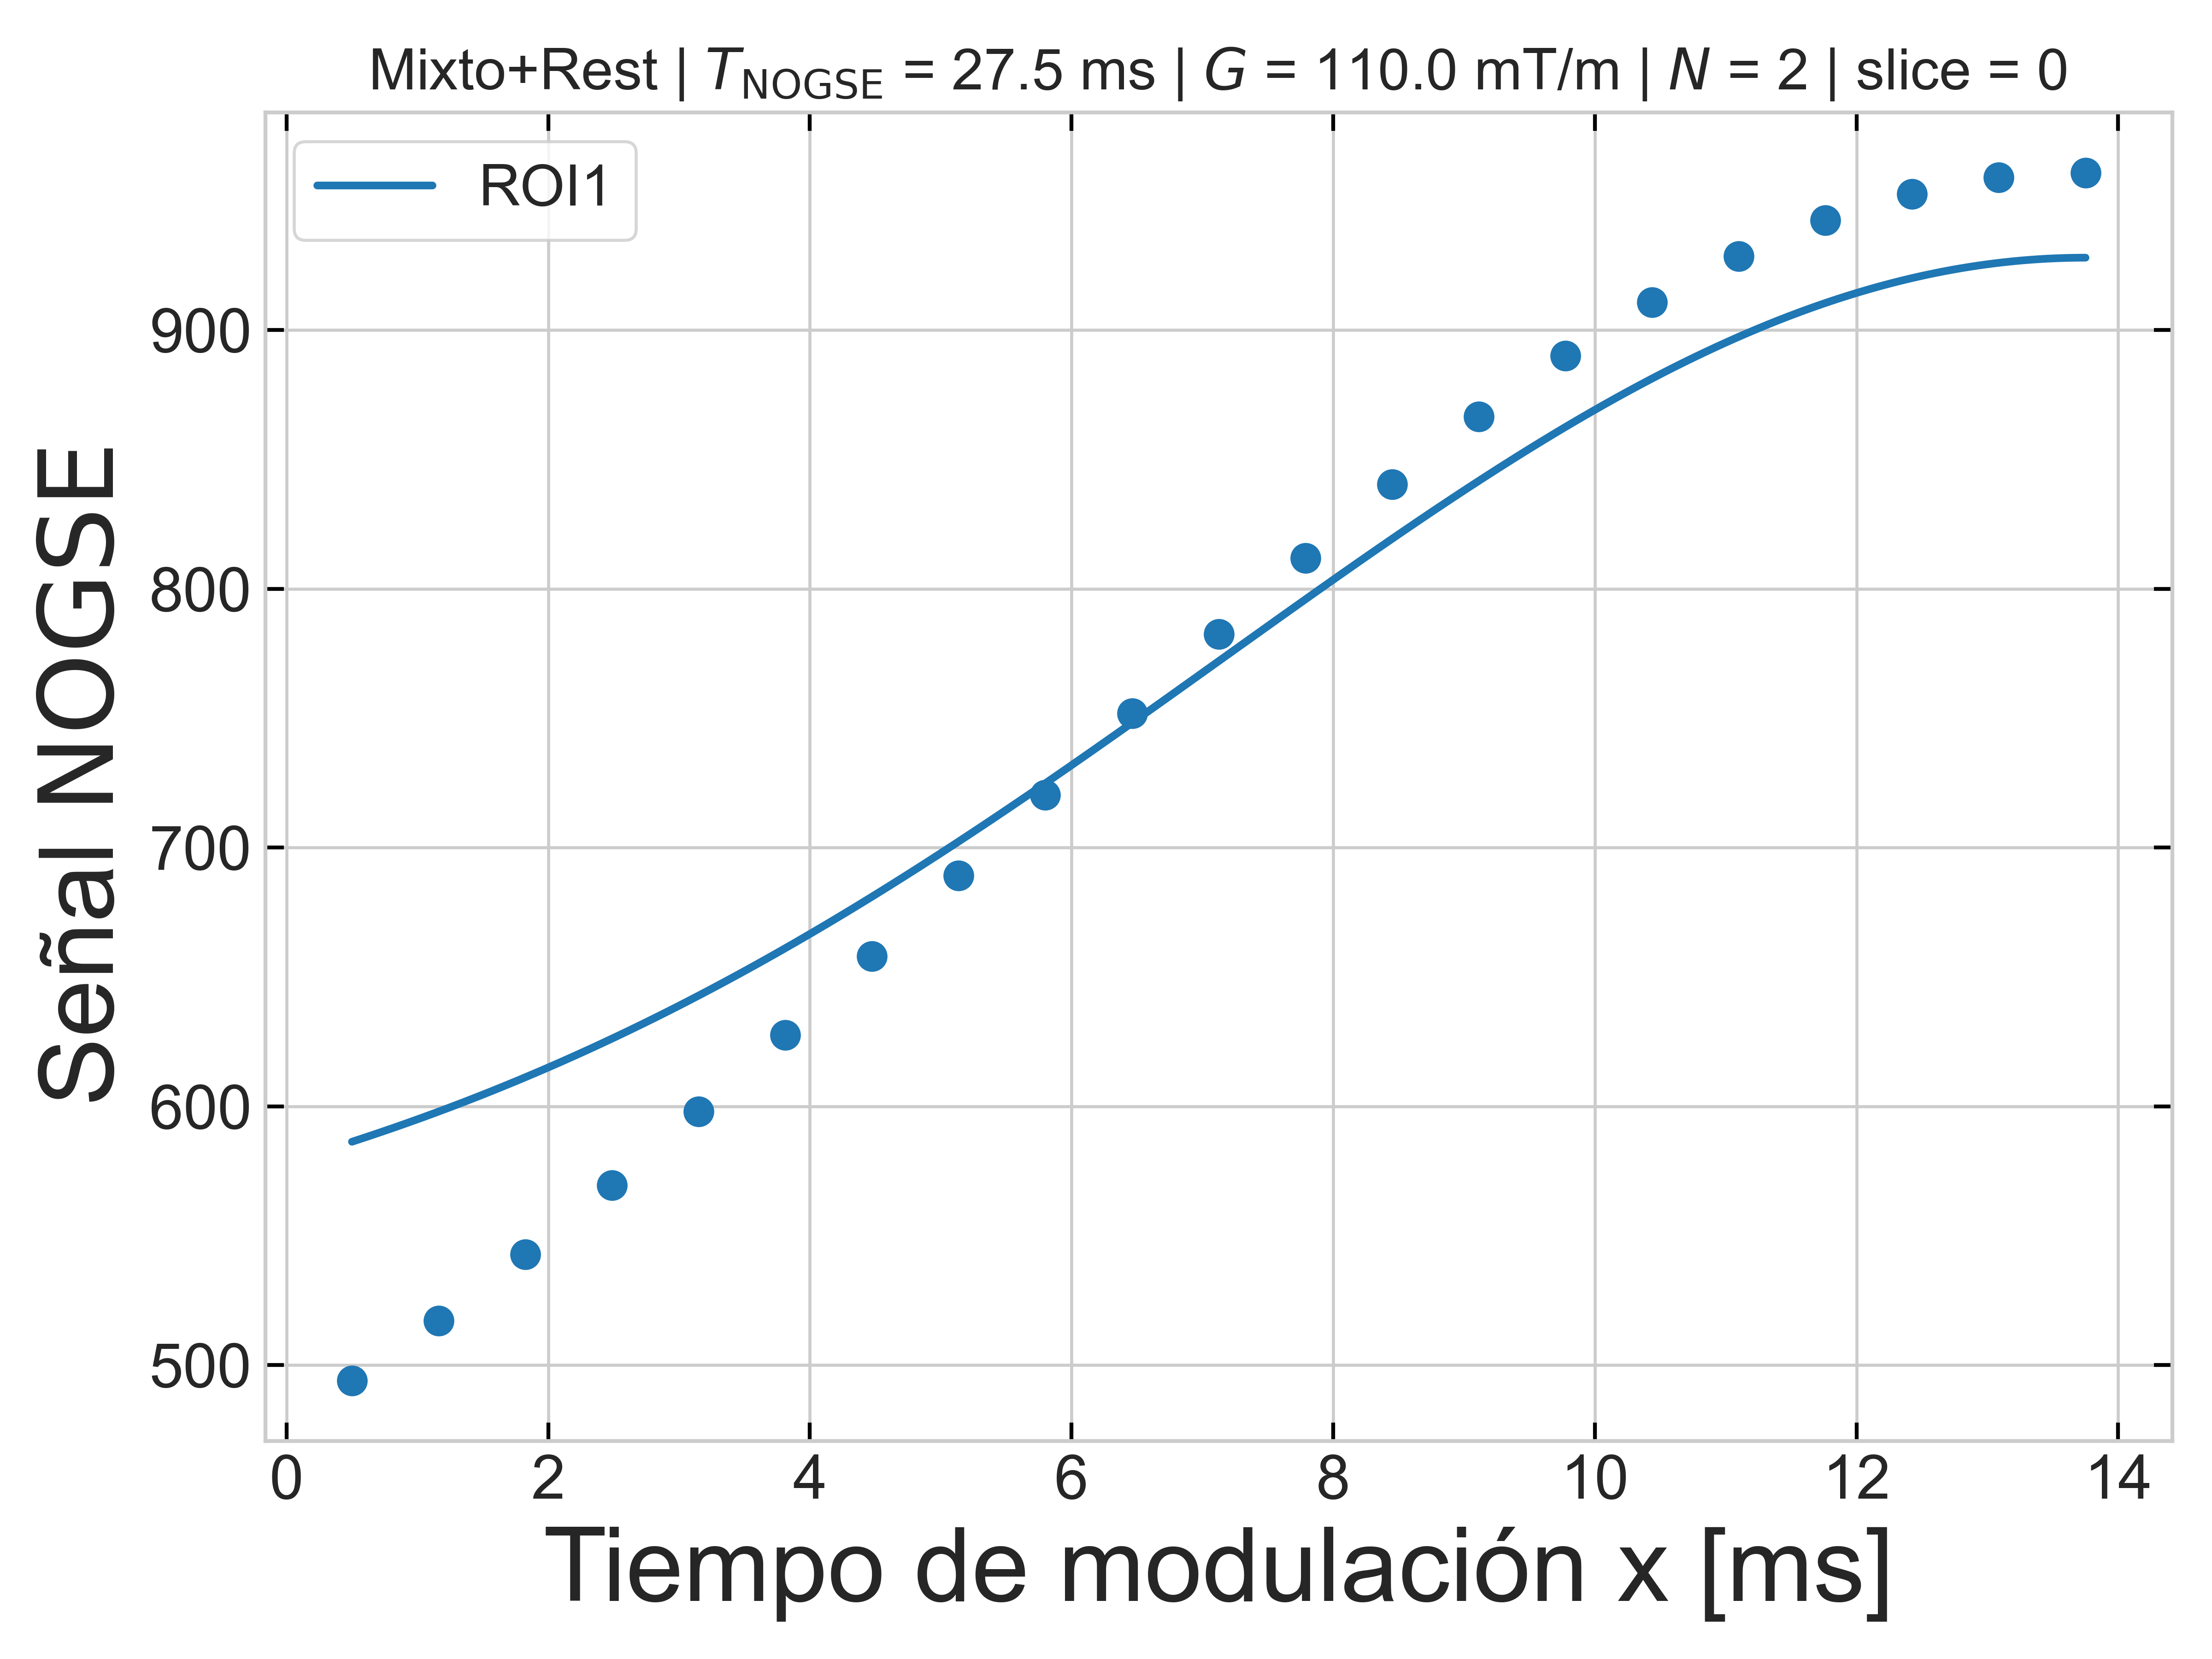 Mixto+Rest | T_NOGSE = 27.5 ms | G = 110.0 mT/m | N = 2 | slice = 0
ROI1
Señal NOGSE
900
800
700
600
500
0 2 4 6 8 10 12 14
Tiempo de modulación x [ms]